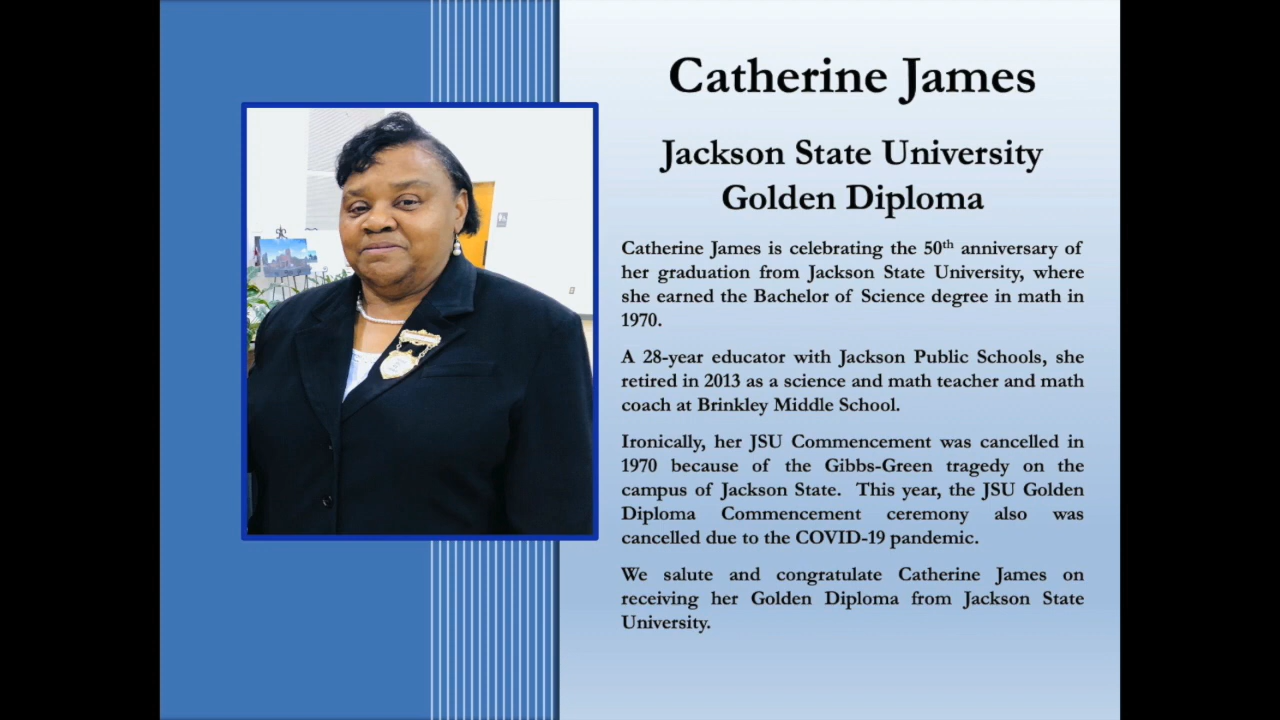 Catherine James
Jackson State University
Golden Diploma
Catherine James is celebrating the 50th anniversary of
her graduation from Jackson State University, where
she earned the Bachelor of Science degree in math in
1970.
A 28-year educator with Jackson Public Schools, she
retired in 2013 as a science and math teacher and math
coach at Brinkley Middle School.
Ironically, her JSU Commencement was cancelled in
1970 because of the Gibbs-Green tragedy on the
campus of Jackson State. This year, the JSU Golden
Diploma Commencement ceremony also was
cancelled due to the COVID-19 pandemic.
We salute and congratulate Catherine James on
receiving her Golden Diploma from Jackson State
University.